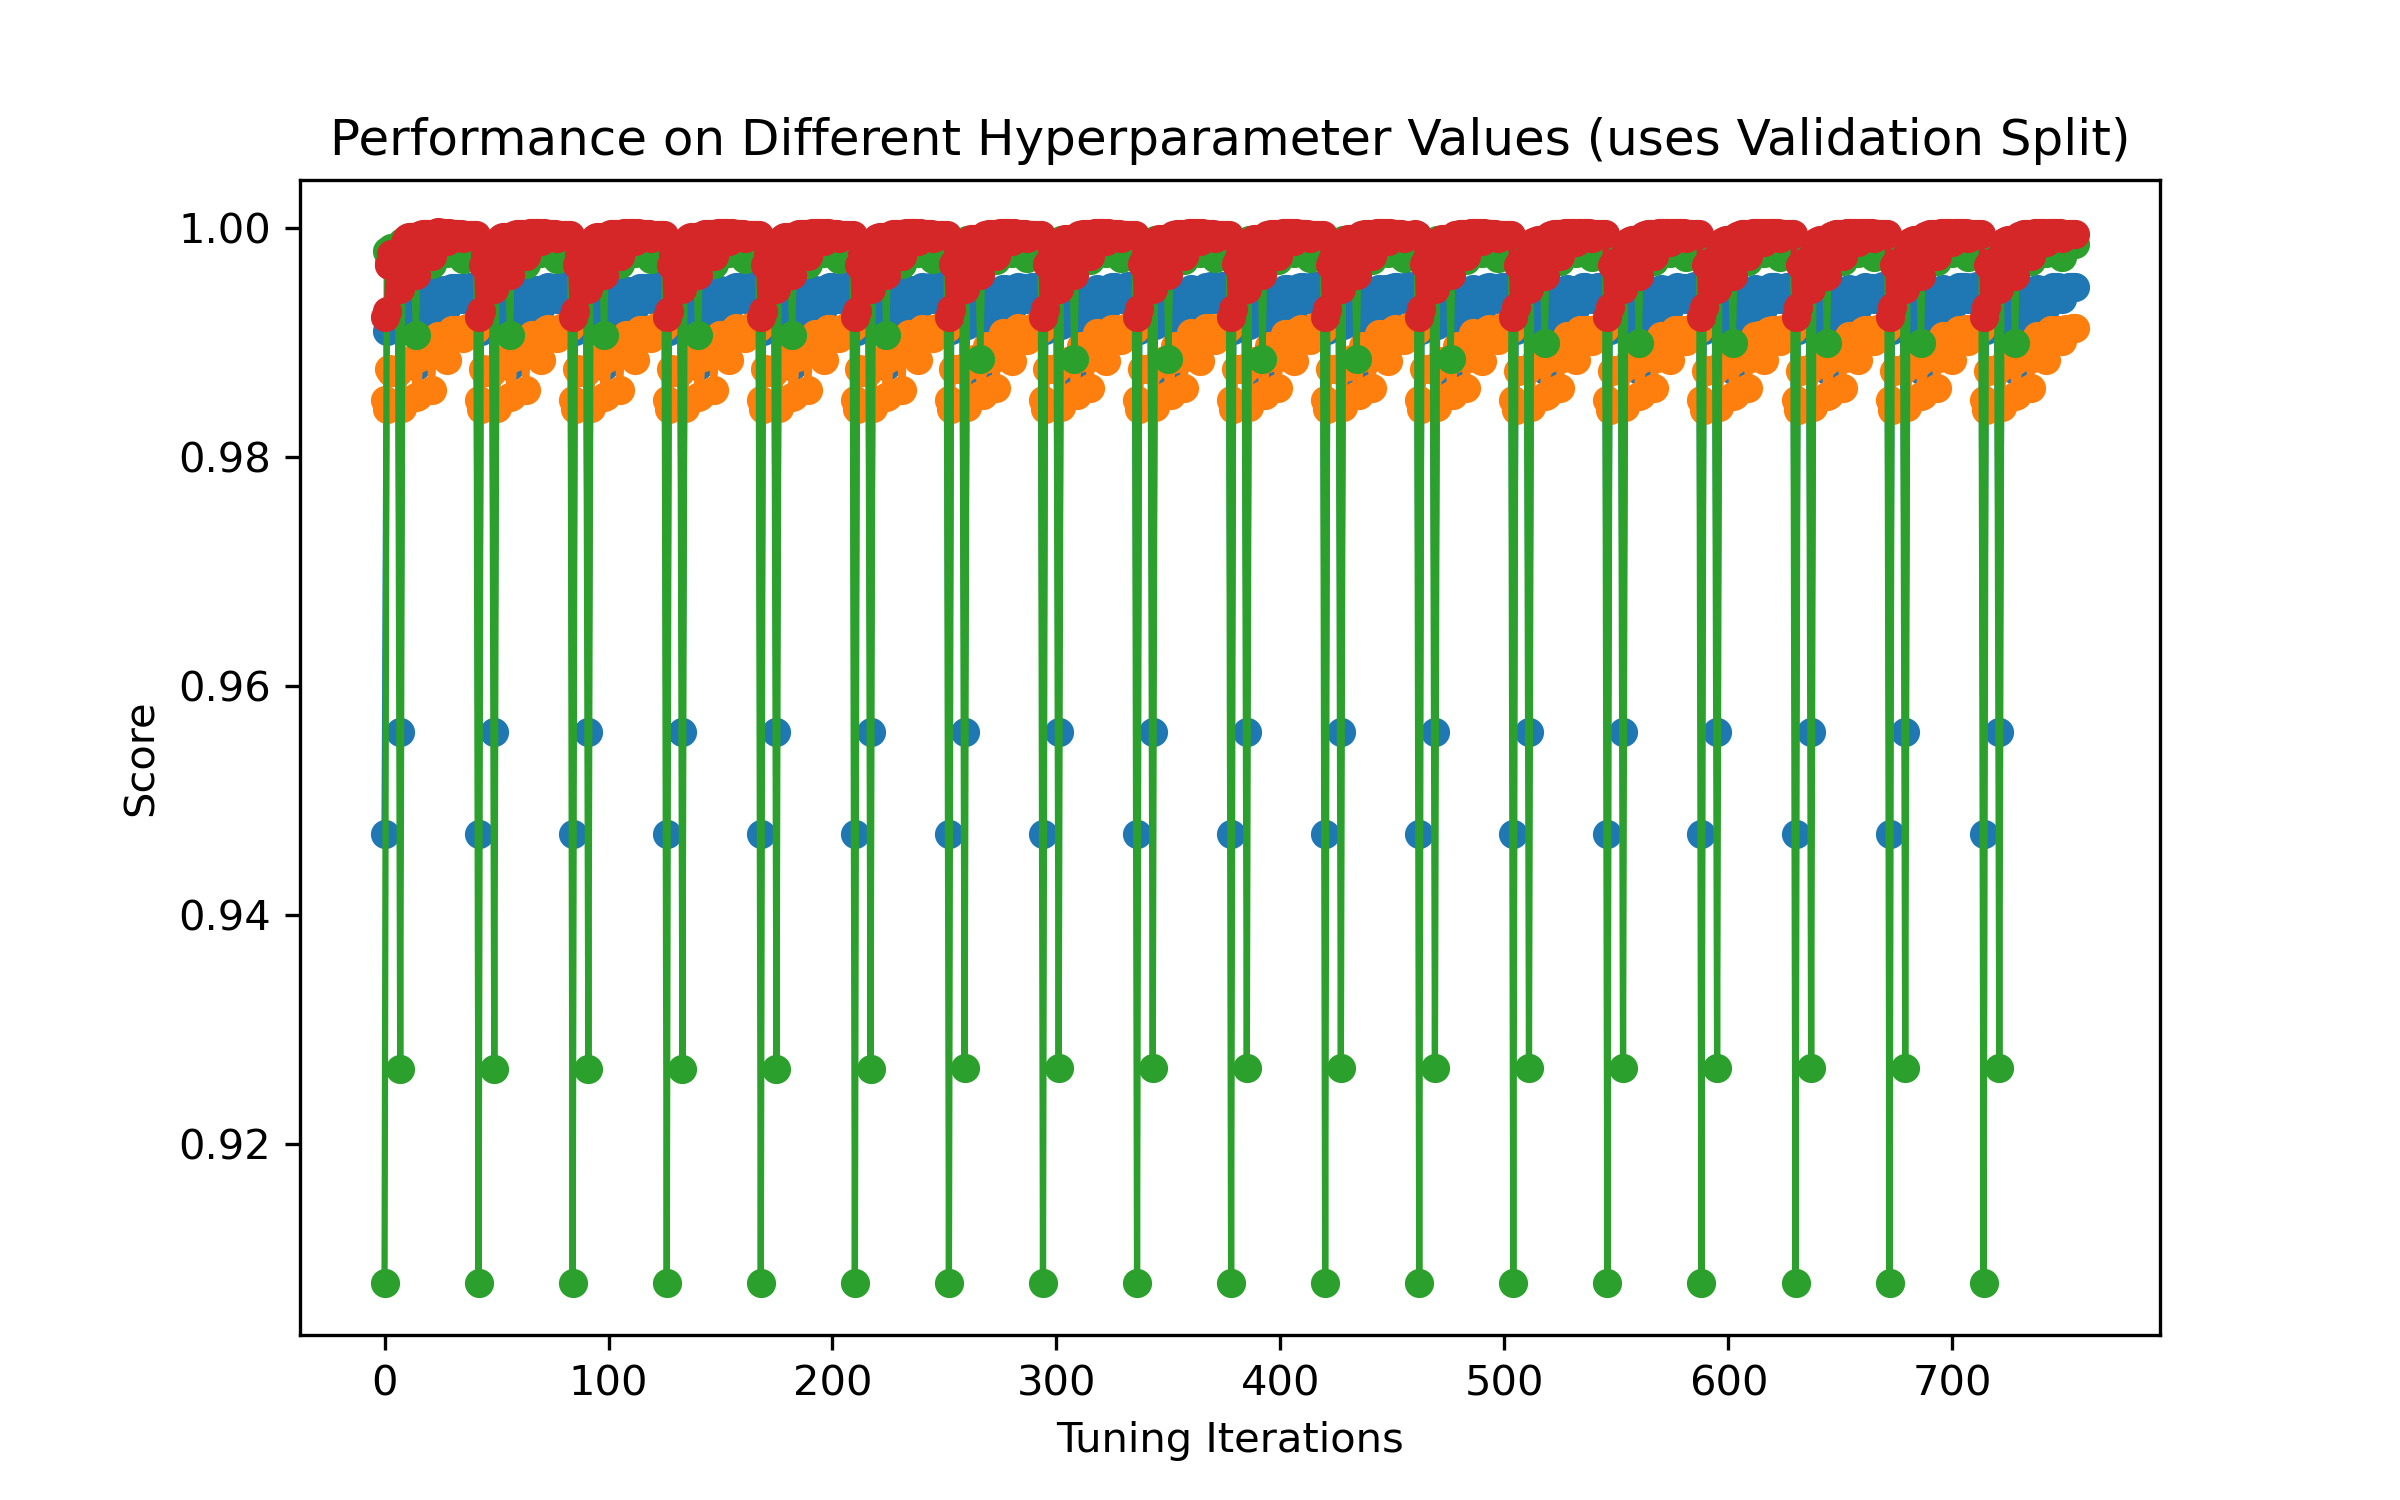 Performance on Different Hyperparameter Values (uses Validation Split)
1.00
0.98
0.96
0.94
0.92
Score
0 100 200 300 400 500 600 700
Tuning Iterations